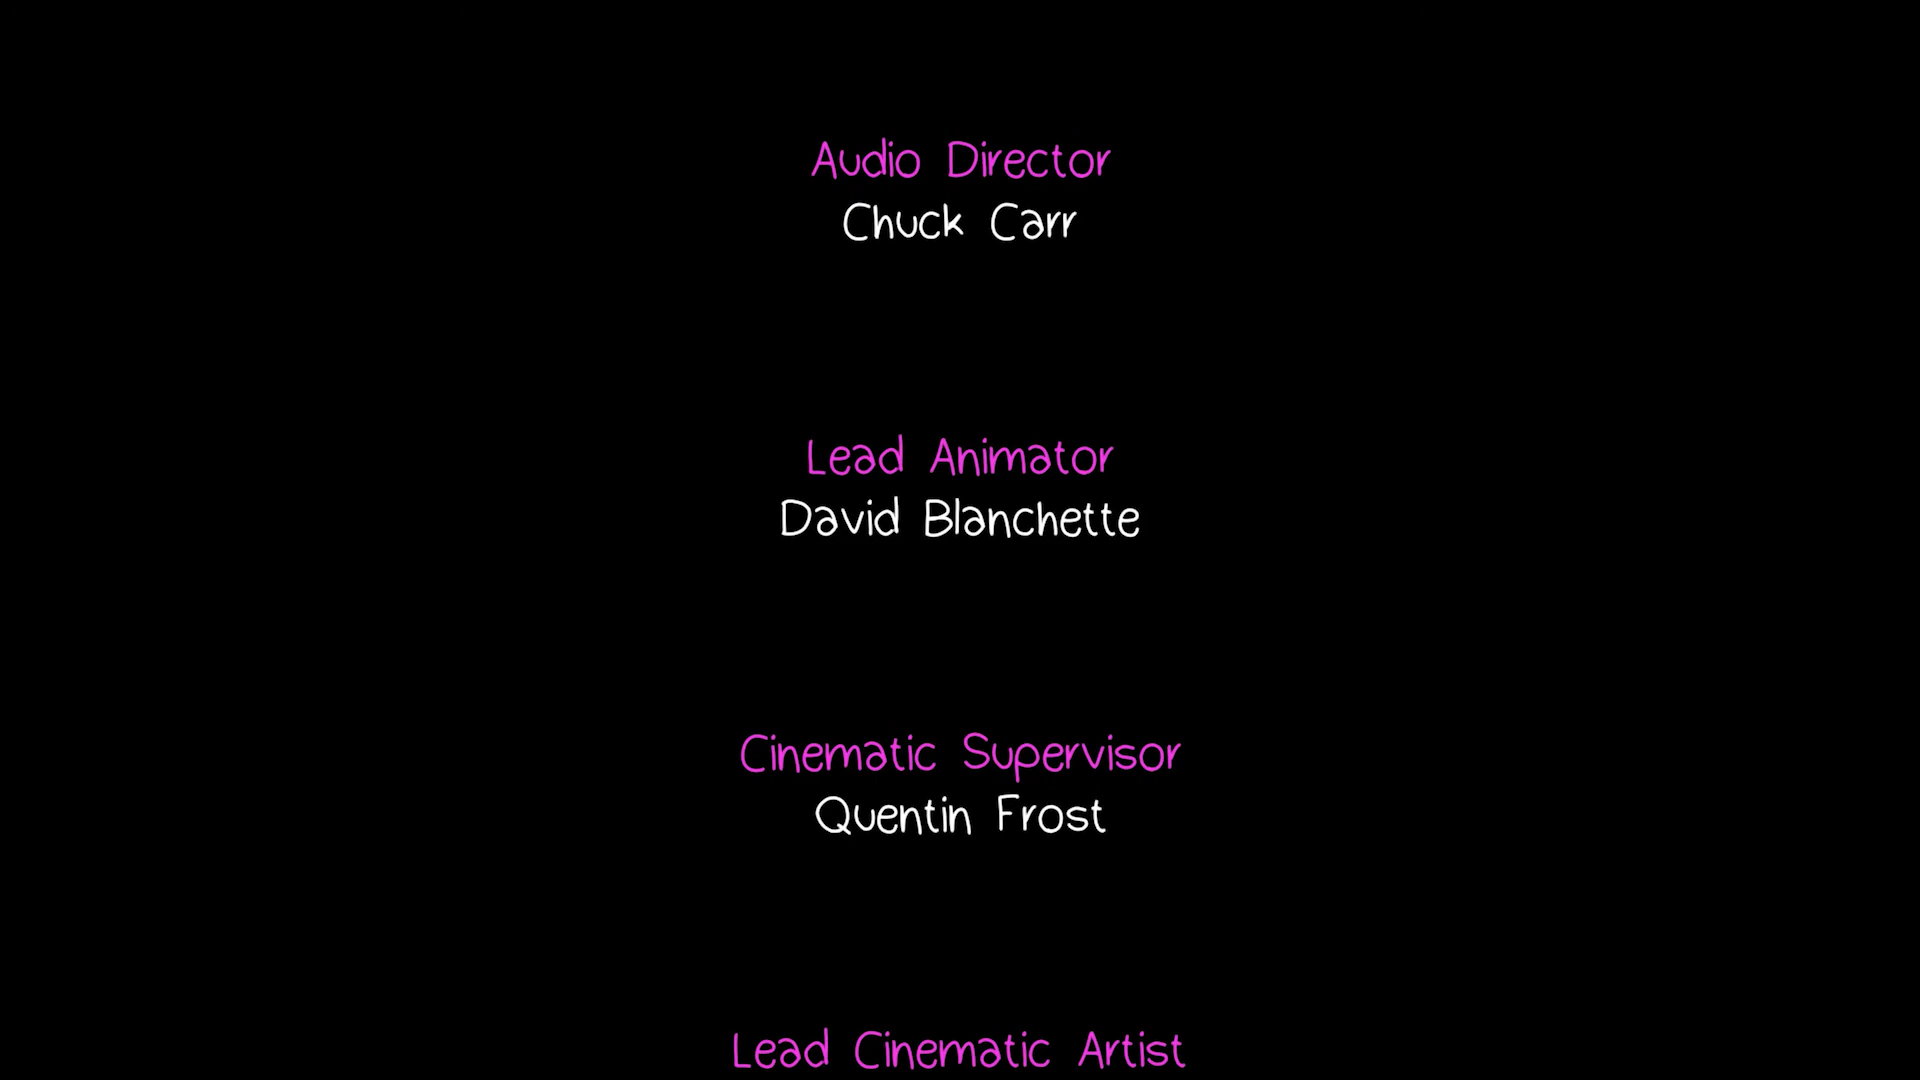 Audio Director
Chuck Carr
Lead Animator
David Blanchette
Cinematic Supervisor
Quentin Frost
Lead Cinematic Artist